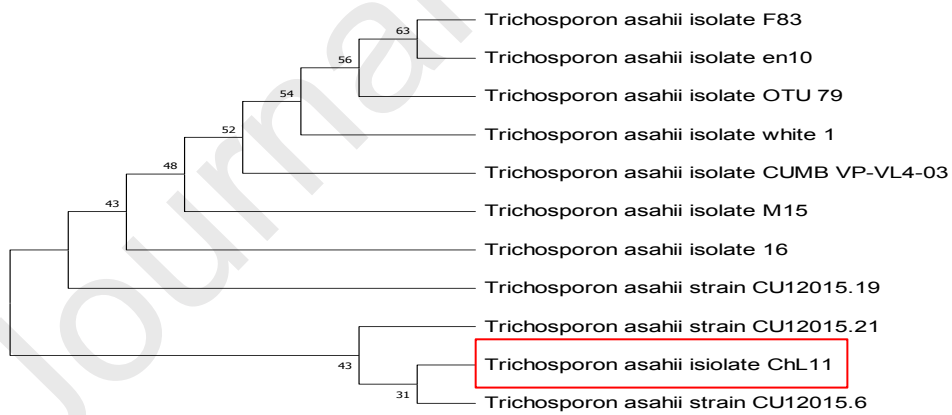 Trichosporon asahii isolate F83
63
Trichosporon asahii isolate en10
56
Trichosporon asahii isolate OTU 79
54
Trichosporon asahii isolate white 1
52
Trichosporon asahii isolate CUMB VP-VL4-03
48
Trichosporon asahii isolate M15
43
Trichosporon asahii isolate 16
Trichosporon asahii strain CU12015.19
Trichosporon asahii strain CU12015.21
43
Trichosporon asahii isiolate ChL11
31
Trichosporon asahii strain CU12015.6
Journal